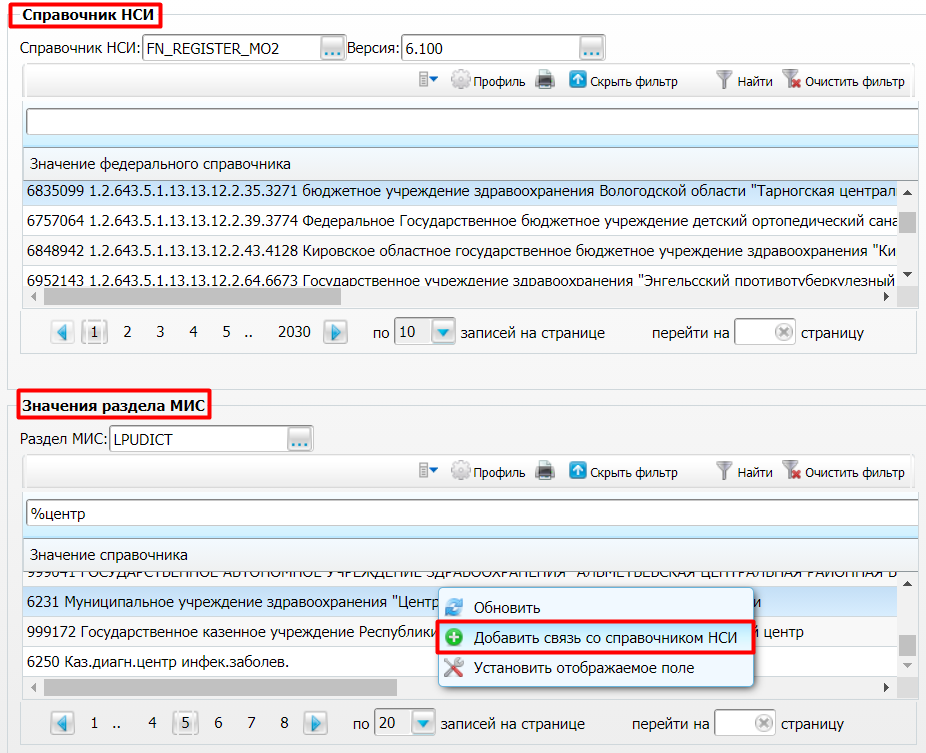 Справочник НСИ
Справочник НСИ: FN_REGISTER_MO2 ... Версия: 6.100 ...
Профиль Скрыть фильтр Найти Очистить фильтр
Значение федерального справочника
6835099 1.2.643.5.1.13.13.12.2.35.3271 бюджетное учреждение здравоохранения Вологодской области "Тарногская централ
6757064 1.2.643.5.1.13.13.12.2.39.3774 Федеральное Государственное бюджетное учреждение детский ортопедический сана
6848942 1.2.643.5.1.13.13.12.2.43.4128 Кировское областное государственное бюджетное учреждение здравоохранения "Ки
6952143 1.2.643.5.1.13.13.12.2.64.6673 Государственное учреждение здравоохранения "Энгельсский противотуберкулезный
1 2 3 4 5 .. 2030 по 10 записей на странице перейти на страницу
Значения раздела МИС
Раздел МИС: LPUDICT ...
Профиль Скрыть фильтр Найти Очистить фильтр
%центр
Значение справочника
999041 ГОСУДАРСТВЕННОЕ АВТОНОМНОЕ УЧРЕЖДЕНИЕ ЗДРАВООХРАНЕНИЯ "АЛЬМЕТЬЕВСКАЯ ЦЕНТРАЛЬНАЯ РАЙОННАЯ Б
6231 Муниципальное учреждение здравоохранения "Центр и
Обновить
999172 Государственное казенное учреждение Республики й центр
Добавить связь со справочником НСИ
6250 Каз.диагн.центр инфек.заболев.
Установить отображаемое поле
1 .. 4 5 6 7 8 по 20 записей на странице перейти на страницу